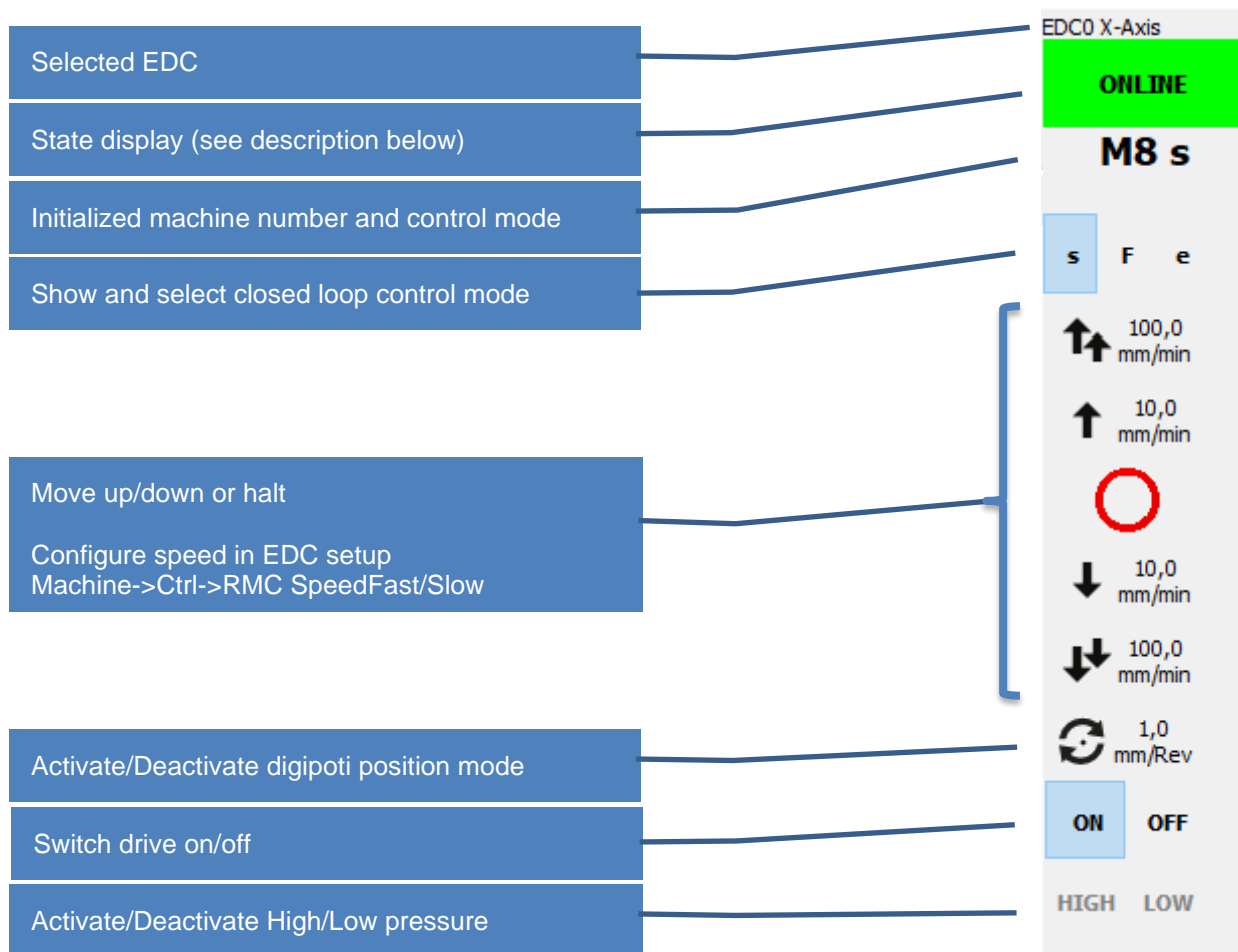 Selected EDC
State display (see description below)
Initialized machine number and control mode
Show and select closed loop control mode
Move up/down or halt
Configure speed in EDC setup
Machine->Ctrl->RMC SpeedFast/Slow
Activate/Deactivate digipoti position mode
Switch drive on/off
Activate/Deactivate High/Low pressure
EDC0 X-Axis
ONLINE
M8 s
s F e
100,0
mm/min
10,0
mm/min
10,0
mm/min
100,0
mm/min
1,0
mm/Rev
ON OFF
HIGH LOW